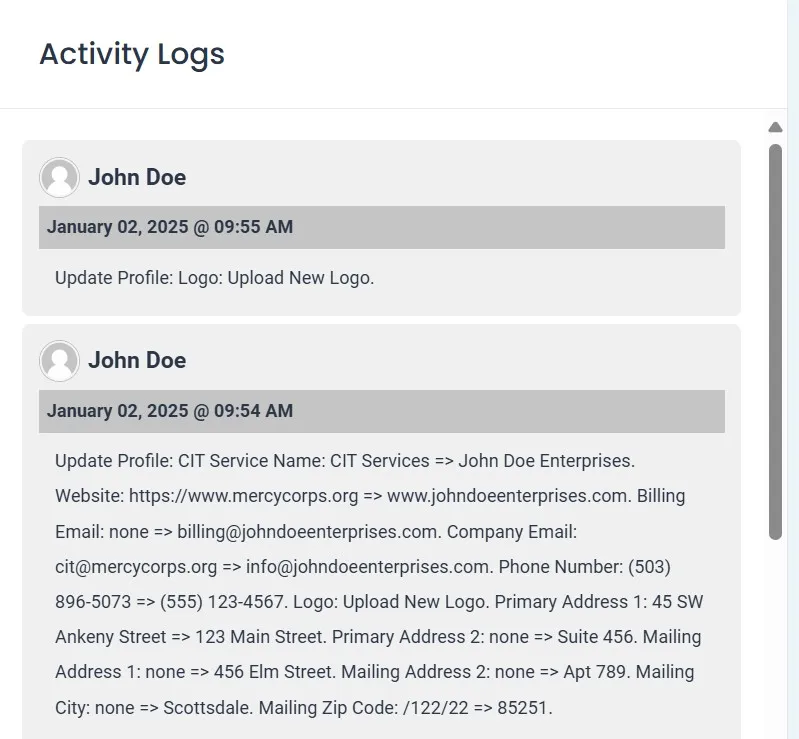 Activity Logs
John Doe
January 02, 2025 @ 09:55 AM
Update Profile: Logo: Upload New Logo.
John Doe
January 02, 2025 @ 09:54 AM
Update Profile: CIT Service Name: CIT Services => John Doe Enterprises.
Website: https://www.mercycorps.org => www.johndoeenterprises.com. Billing
Email: none => billing@johndoeenterprises.com. Company Email:
cit@mercycorps.org => info@johndoeenterprises.com. Phone Number: (503)
896-5073 => (555) 123-4567. Logo: Upload New Logo. Primary Address 1: 45 SW
Ankeny Street => 123 Main Street. Primary Address 2: none => Suite 456. Mailing
Address 1: none => 456 Elm Street. Mailing Address 2: none => Apt 789. Mailing
City: none => Scottsdale. Mailing Zip Code: /122/22 => 85251.